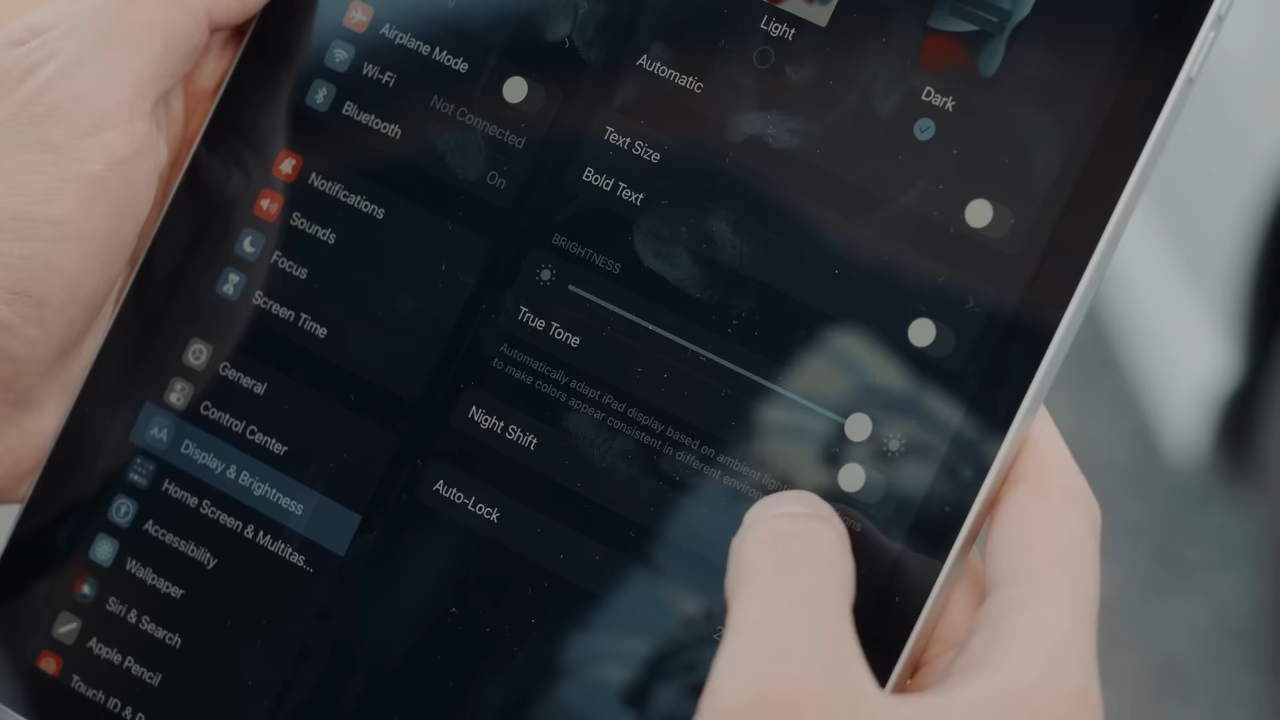 Airplane Mode
Wi-Fi
Not Connected
Bluetooth
On
Notifications
Sounds
Focus
Screen Time
General
Control Center
Display & Brightness
Home Screen & Multitas...
Accessibility
Wallpaper
Siri & Search
Apple Pencil
Touch ID & P
Light
Dark
Automatic
Text Size
Bold Text
BRIGHTNESS
True Tone
Automatically adapt iPad display based on ambient light
to make colors appear consistent in different environ
Night Shift
Auto-Lock
2